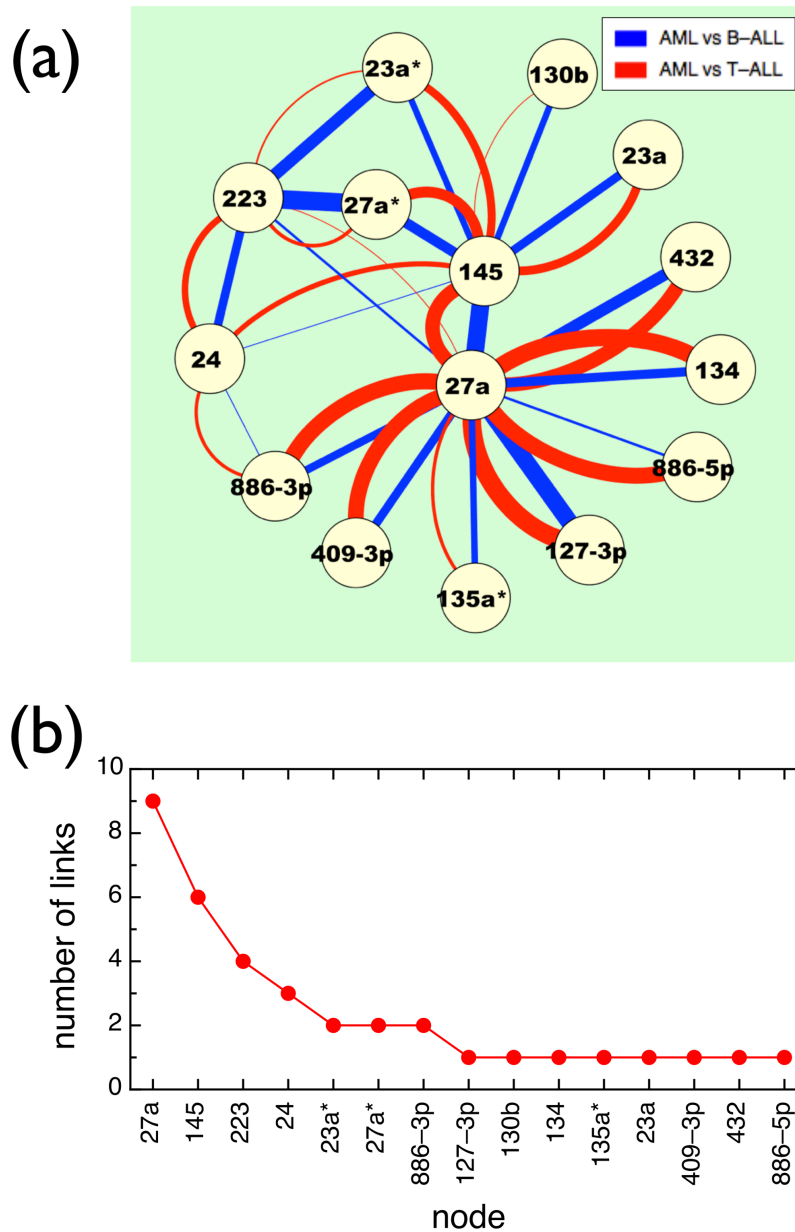 (a)
AML vs B–ALL
AML vs T–ALL
23a*
130b
23a
223
27a*
145
432
24
27a
134
886-3p
886-5p
409-3p
127-3p
135a*
(b)
10
8
6
4
2
0
number of links
27a
145
223
24
23a*
27a*
886–3p
127–3p
130b
134
135a*
23a
409–3p
432
886–5p
node